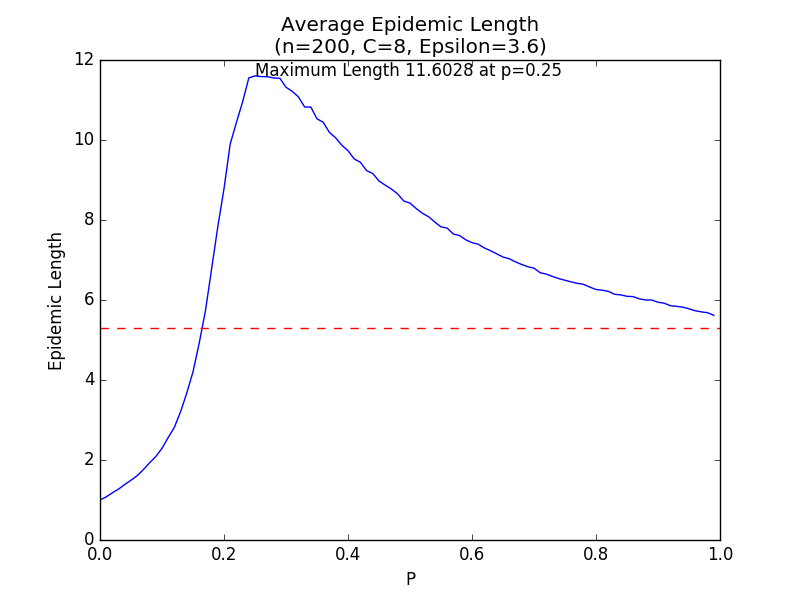 Average Epidemic Length
(n=200, C=8, Epsilon=3.6)
Maximum Length 11.6028 at p=0.25
Epidemic Length
12
10
8
6
4
2
0
0.0 0.2 0.4 0.6 0.8 1.0
P